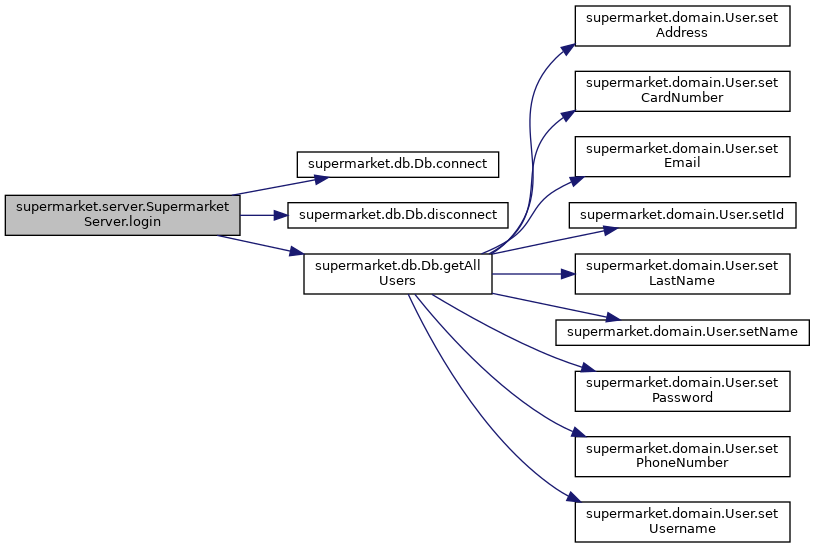 supermarket.server.Supermarket
Server.login
supermarket.db.Db.connect
supermarket.db.Db.disconnect
supermarket.db.Db.getAll
Users
supermarket.domain.User.set
Address
supermarket.domain.User.set
CardNumber
supermarket.domain.User.set
Email
supermarket.domain.User.setId
supermarket.domain.User.set
LastName
supermarket.domain.User.setName
supermarket.domain.User.set
Password
supermarket.domain.User.set
PhoneNumber
supermarket.domain.User.set
Username